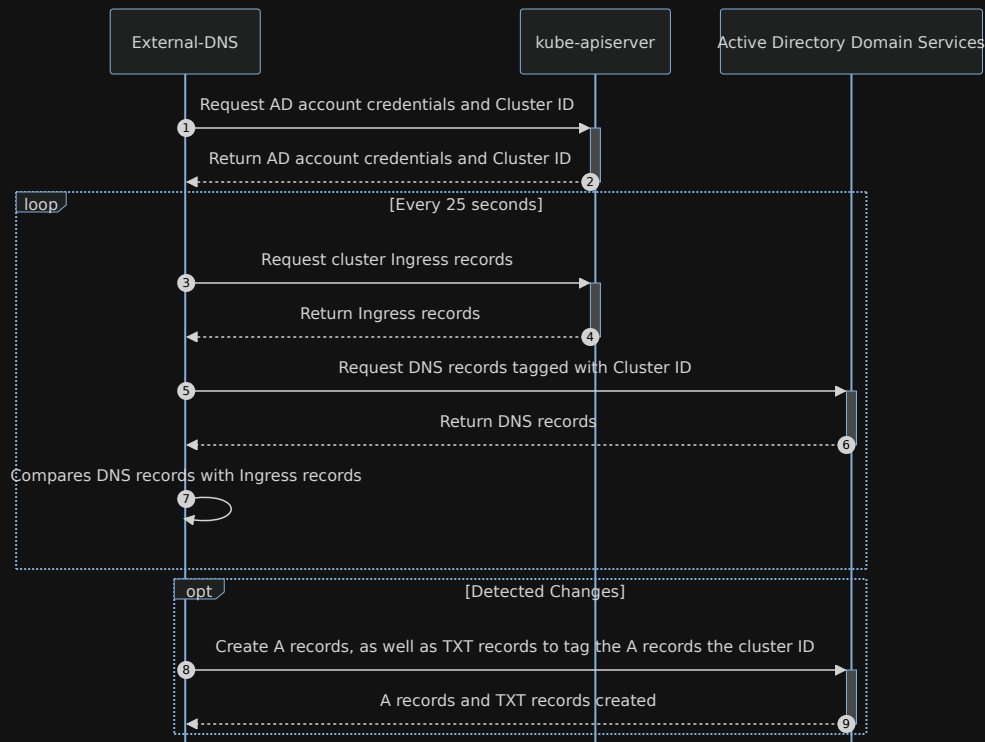 External-DNS
kube-apiserver
Active Directory Domain Services
Request AD account credentials and Cluster ID
1
Return AD account credentials and Cluster ID
2
loop
[Every 25 seconds]
Request cluster Ingress records
3
Return Ingress records
4
Request DNS records tagged with Cluster ID
5
Return DNS records
6
Compares DNS records with Ingress records
7
opt
[Detected Changes]
Create A records, as well as TXT records to tag the A records the cluster ID
8
A records and TXT records created
9